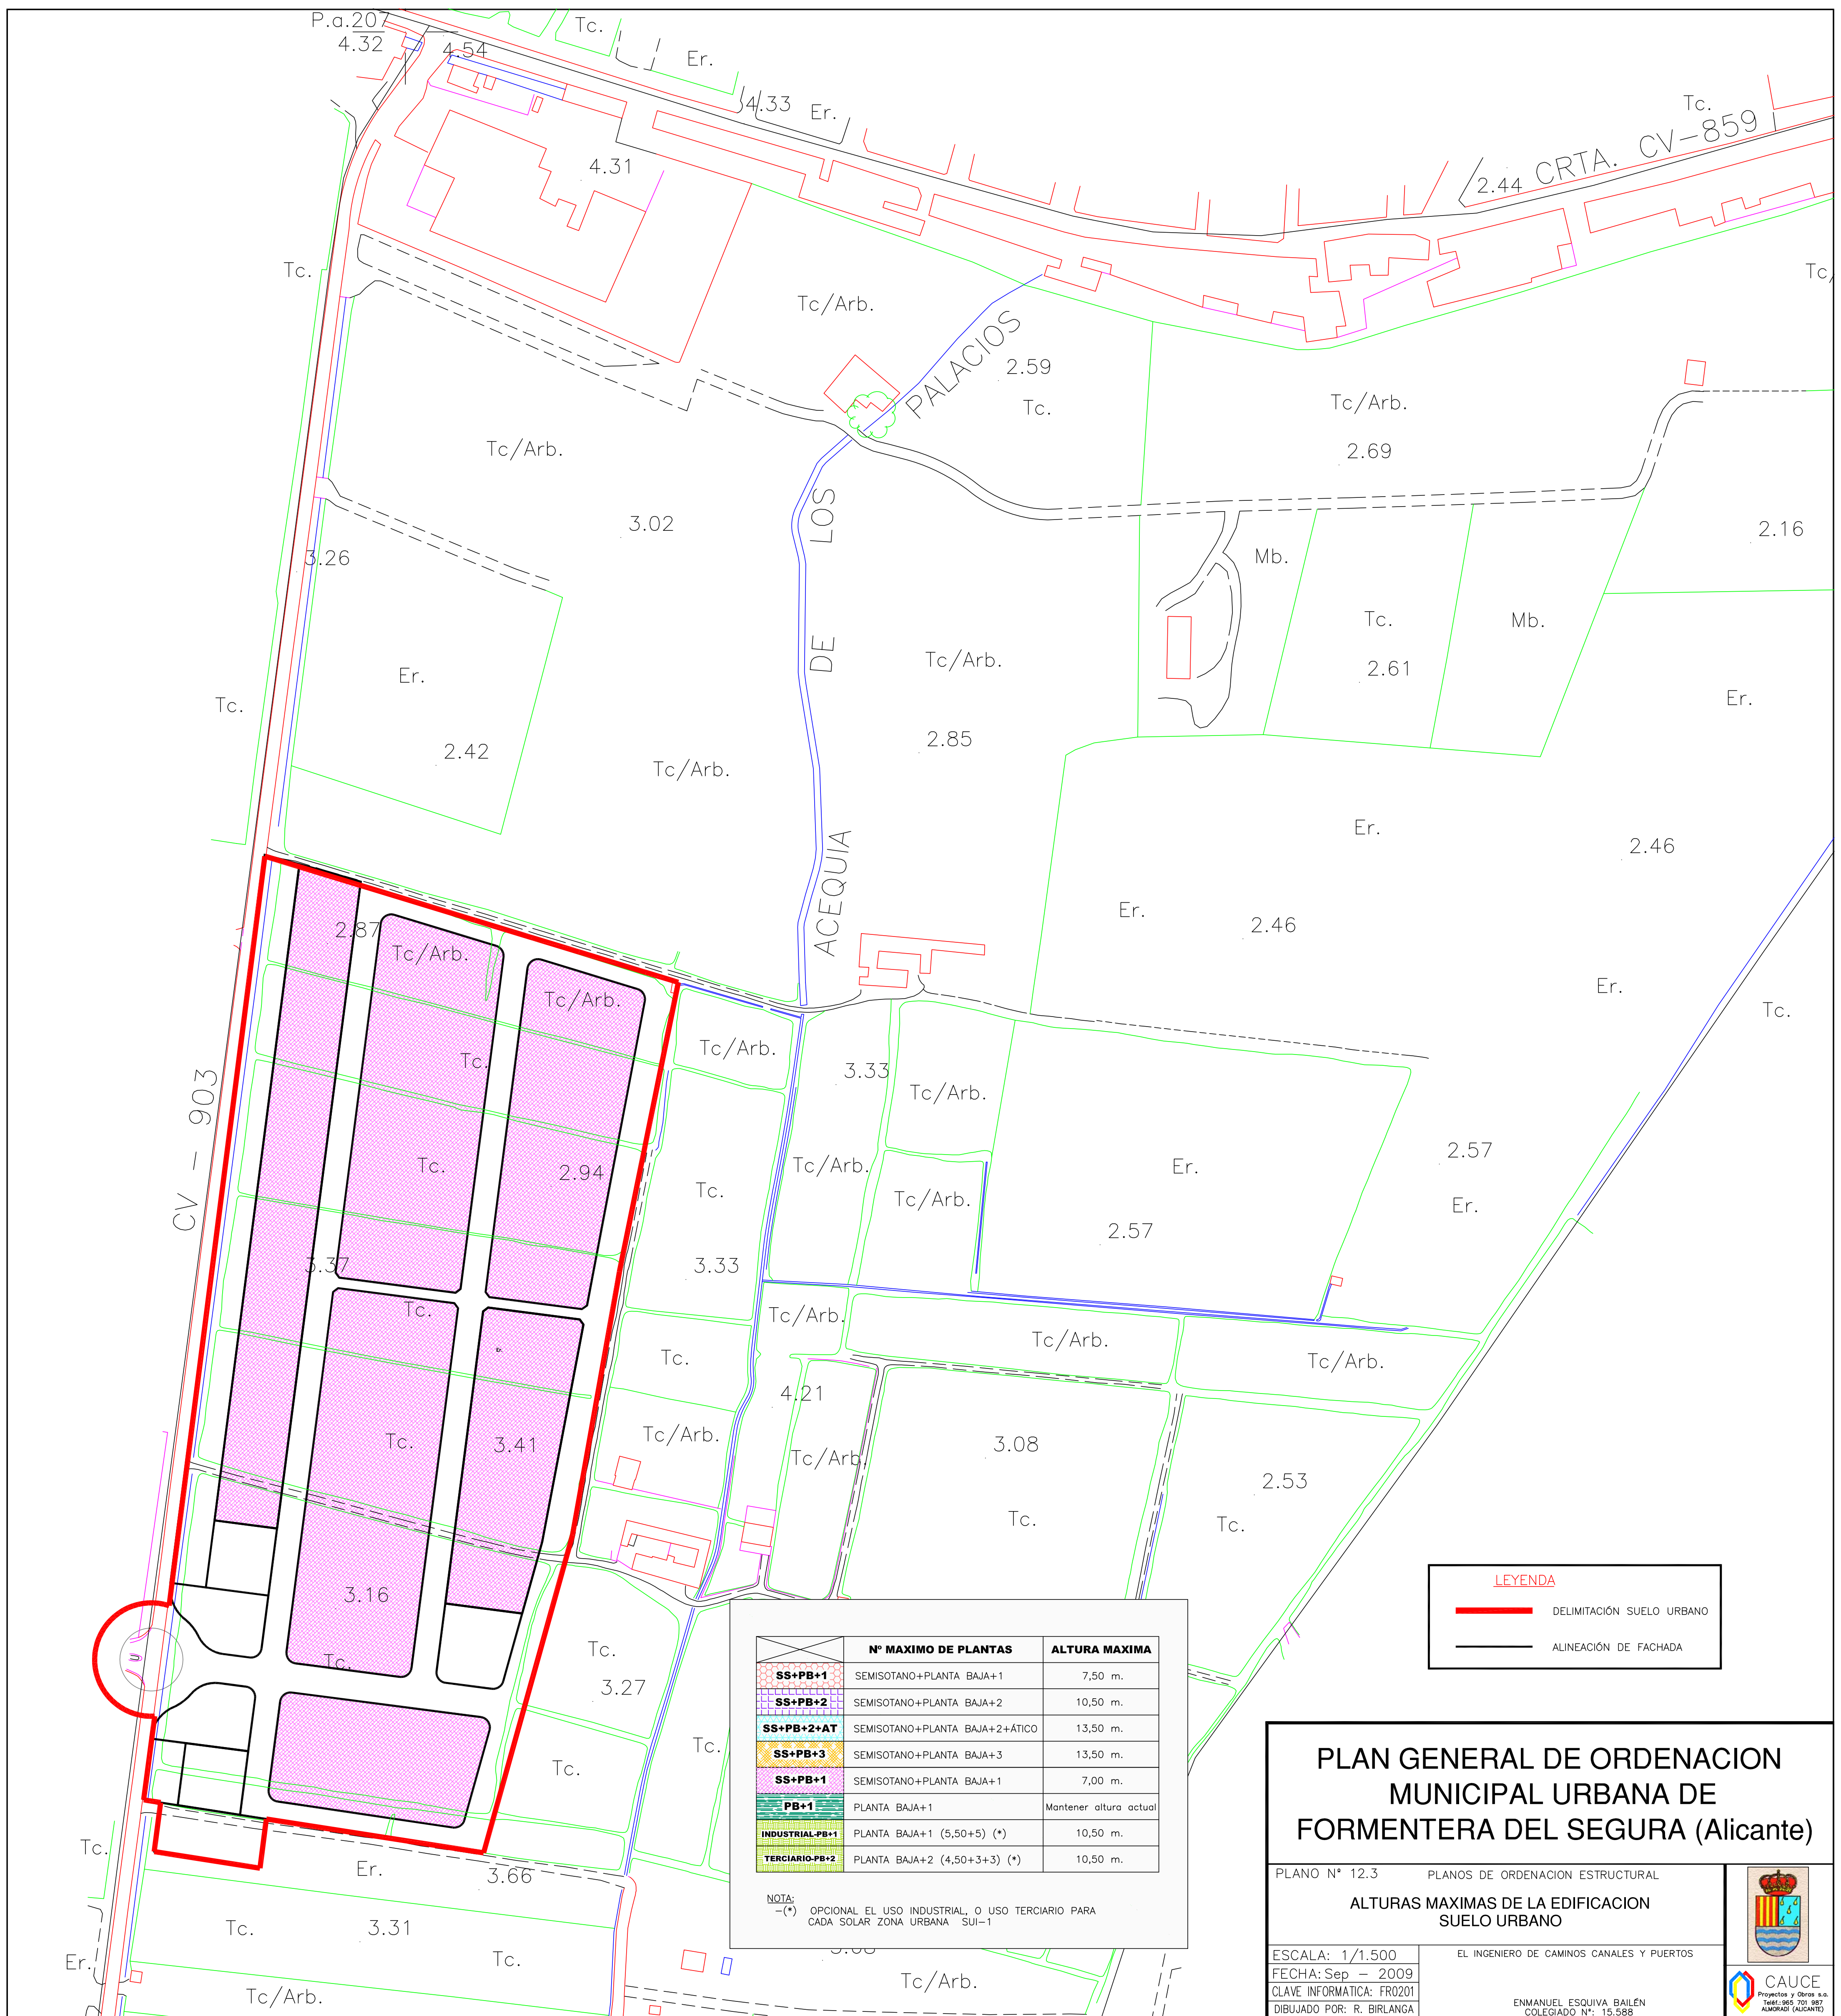 P.a.207
4.32
4.54
Tc.
Er.
4.33
Er.
4.31
Tc.
2.44
CRTA. CV-859
Tc.
Tc/Arb.
Tc/
PALACIOS
2.59
Tc.
Tc/Arb.
2.69
Tc/Arb.
3.02
LOS
2.16
3.26
Mb.
Tc.
Mb.
DE
Tc/Arb.
2.61
Er.
Er.
Tc.
2.42
Tc/Arb.
2.85
Er.
2.46
ACEQUIA
Er.
2.46
2.87
Tc/Arb.
Tc/Arb.
Er.
Tc.
Tc.
Tc/Arb.
3.33
Tc/Arb.
CV - 903
Tc.
2.94
Tc.
Tc/Arb.
Tc/Arb.
Er.
2.57
Er.
2.57
3.37
3.33
Tc.
Tc/Arb.
Tc/Arb.
Tc/Arb.
Er.
Tc.
4.21
Tc.
3.41
Tc/Arb.
Tc/Arb.
3.08
2.53
Tc.
Tc.
3.16
Tc.
Tc.
3.27
Tc.
Tc.
Tc.
Er.
3.66
Tc.
3.31
Tc.
Er.
Tc/Arb.
3.08
Tc/Arb.
LEYENDA
DELIMITACIÓN SUELO URBANO
ALINEACIÓN DE FACHADA
Nº MAXIMO DE PLANTAS ALTURA MAXIMA
SS+PB+1 SEMISOTANO+PLANTA BAJA+1 7,50 m.
SS+PB+2 SEMISOTANO+PLANTA BAJA+2 10,50 m.
SS+PB+2+AT SEMISOTANO+PLANTA BAJA+2+ÁTICO 13,50 m.
SS+PB+3 SEMISOTANO+PLANTA BAJA+3 13,50 m.
SS+PB+1 SEMISOTANO+PLANTA BAJA+1 7,00 m.
PB+1 PLANTA BAJA+1 Mantener altura actual
INDUSTRIAL-PB+1 PLANTA BAJA+1 (5,50+5) (*) 10,50 m.
TERCIARIO-PB+2 PLANTA BAJA+2 (4,50+3+3) (*) 10,50 m.
NOTA:
-(*) OPCIONAL EL USO INDUSTRIAL, O USO TERCIARIO PARA
CADA SOLAR ZONA URBANA SUI-1
PLAN GENERAL DE ORDENACION
MUNICIPAL URBANA DE
FORMENTERA DEL SEGURA (Alicante)
PLANO Nº 12.3 PLANOS DE ORDENACION ESTRUCTURAL
ALTURAS MAXIMAS DE LA EDIFICACION
SUELO URBANO
ESCALA: 1/1.500
FECHA: Sep - 2009
CLAVE INFORMATICA: FR0201
DIBUJADO POR: R. BIRLANGA
EL INGENIERO DE CAMINOS CANALES Y PUERTOS
ENMANUEL ESQUIVA BAILÉN
COLEGIADO Nº: 15.588
CAUCE
Proyectos y Obras s.a.
Teléf.: 965 701 987
ALMORADÍ (ALICANTE)